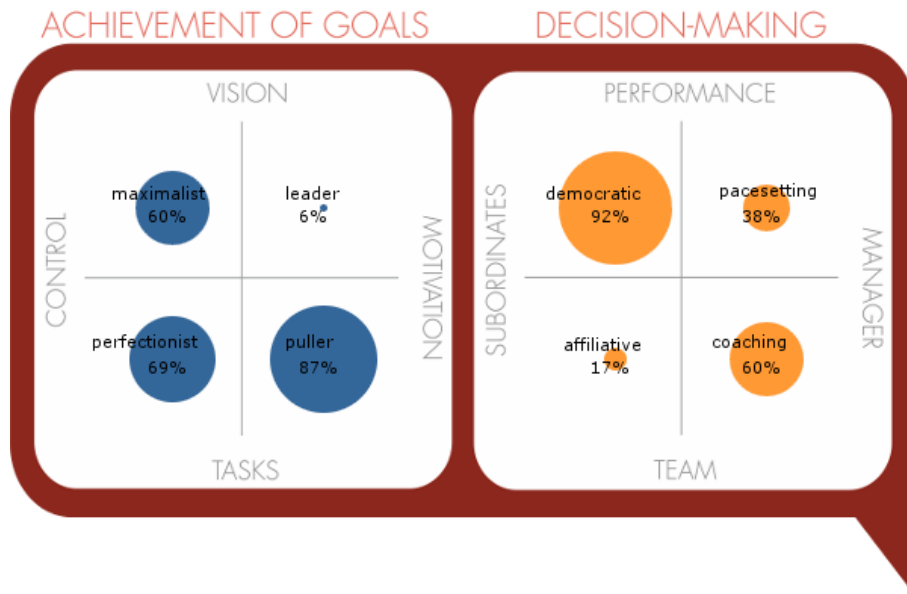 ACHIEVEMENT OF GOALS
DECISION-MAKING
VISION
CONTROL
maximalist
60%
leader
6%
MOTIVATION
perfectionist
69%
puller
87%
TASKS
PERFORMANCE
SUBORDINATES
democratic
92%
pacesetting
38%
MANAGER
affiliative
17%
coaching
60%
TEAM